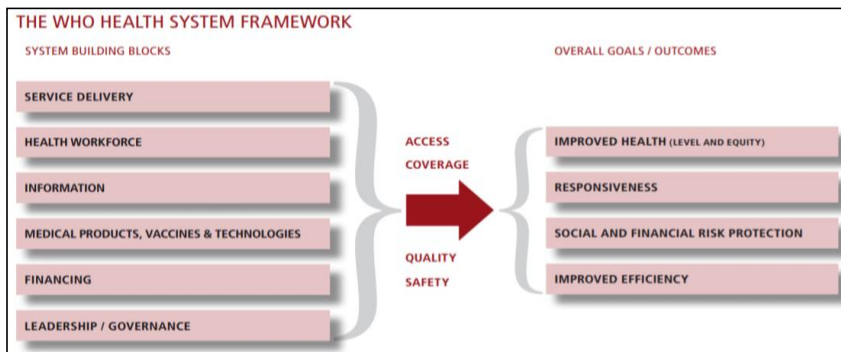 THE WHO HEALTH SYSTEM FRAMEWORK
SYSTEM BUILDING BLOCKS
SERVICE DELIVERY
HEALTH WORKFORCE
INFORMATION
MEDICAL PRODUCTS, VACCINES & TECHNOLOGIES
FINANCING
LEADERSHIP / GOVERNANCE
ACCESS
COVERAGE
QUALITY
SAFETY
OVERALL GOALS / OUTCOMES
IMPROVED HEALTH (LEVEL AND EQUITY)
RESPONSIVENESS
SOCIAL AND FINANCIAL RISK PROTECTION
IMPROVED EFFICIENCY